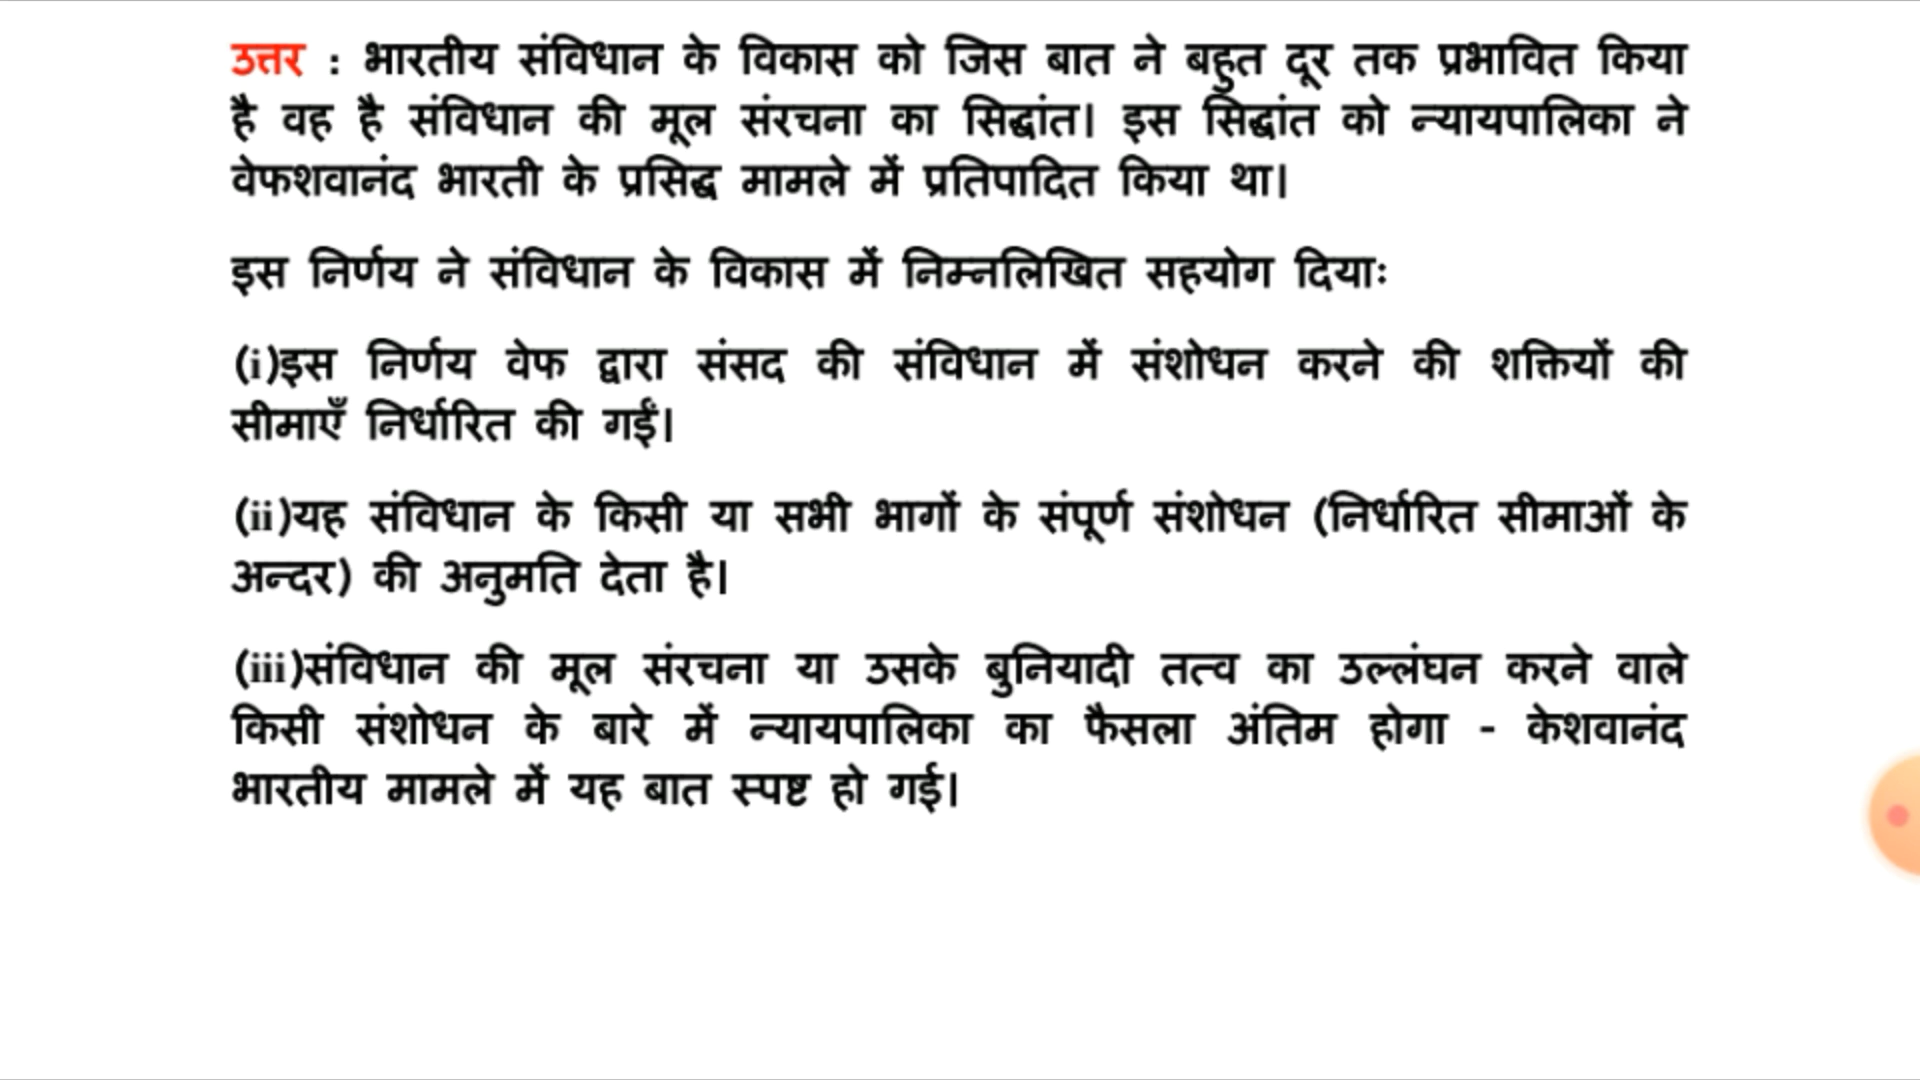 उत्तर : भारतीय संविधान के विकास को जिस बात ने बहुत दूर तक प्रभावित किया
है वह है संविधान की मूल संरचना का सिद्धांत। इस सिद्धांत को न्यायपालिका ने
वेफशवानंद भारती के प्रसिद्ध मामले में प्रतिपादित किया था।
इस निर्णय ने संविधान के विकास में निम्नलिखित सहयोग दियाः
(i)इस निर्णय वेफ द्वारा संसद की संविधान में संशोधन करने की शक्तियों की
सीमाएँ निर्धारित की गईं।
(ii)यह संविधान के किसी या सभी भागों के संपूर्ण संशोधन (निर्धारित सीमाओं के
अन्दर) की अनुमति देता है।
(iii)संविधान की मूल संरचना या उसके बुनियादी तत्व का उल्लंघन करने वाले
किसी संशोधन के बारे में न्यायपालिका का फैसला अंतिम होगा - केशवानंद
भारतीय मामले में यह बात स्पष्ट हो गई।